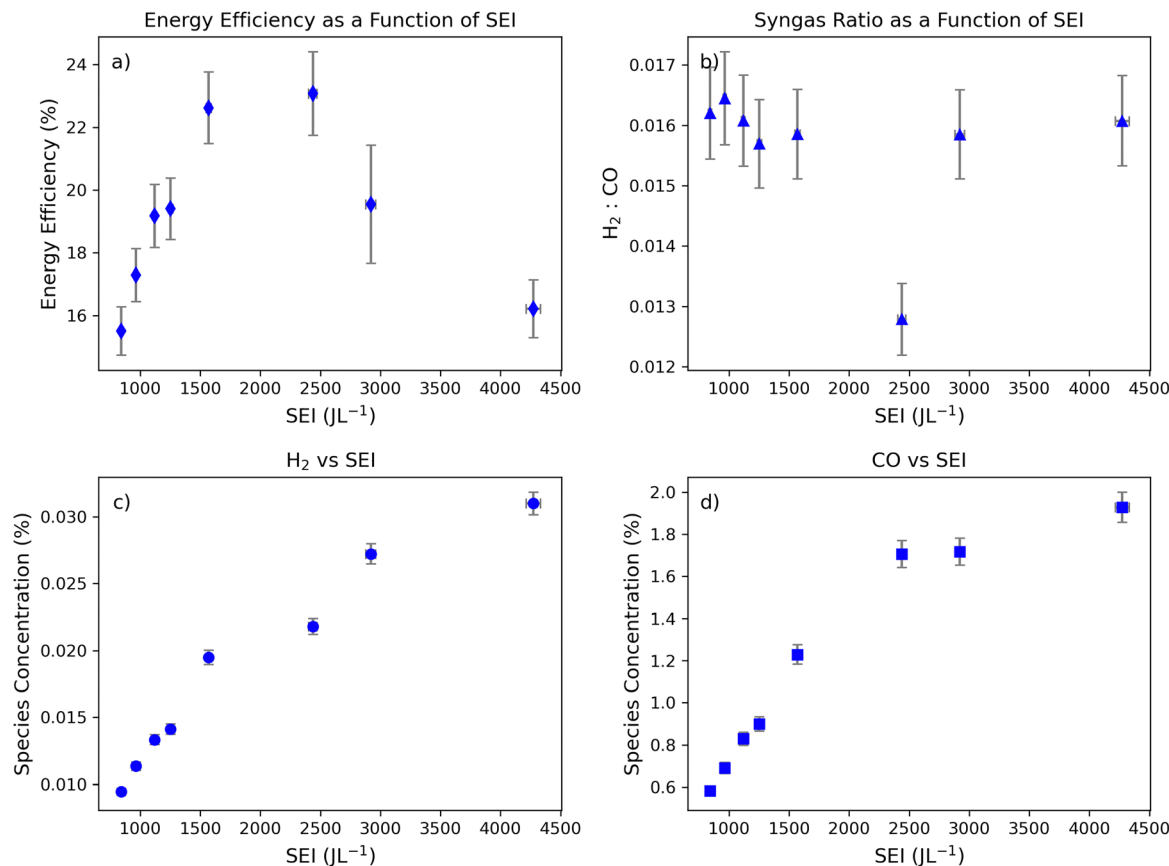 Energy Efficiency as a Function of SEI
a)
Energy Efficiency (%)
24
22
20
18
16
1000 1500 2000 2500 3000 3500 4000 4500
SEI (JL⁻¹)
Syngas Ratio as a Function of SEI
b)
H₂ : CO
0.017
0.016
0.015
0.014
0.013
0.012
1000 1500 2000 2500 3000 3500 4000 4500
SEI (JL⁻¹)
H₂ vs SEI
c)
Species Concentration (%)
0.030
0.025
0.020
0.015
0.010
1000 1500 2000 2500 3000 3500 4000 4500
SEI (JL⁻¹)
CO vs SEI
d)
Species Concentration (%)
2.0
1.8
1.6
1.4
1.2
1.0
0.8
0.6
1000 1500 2000 2500 3000 3500 4000 4500
SEI (JL⁻¹)